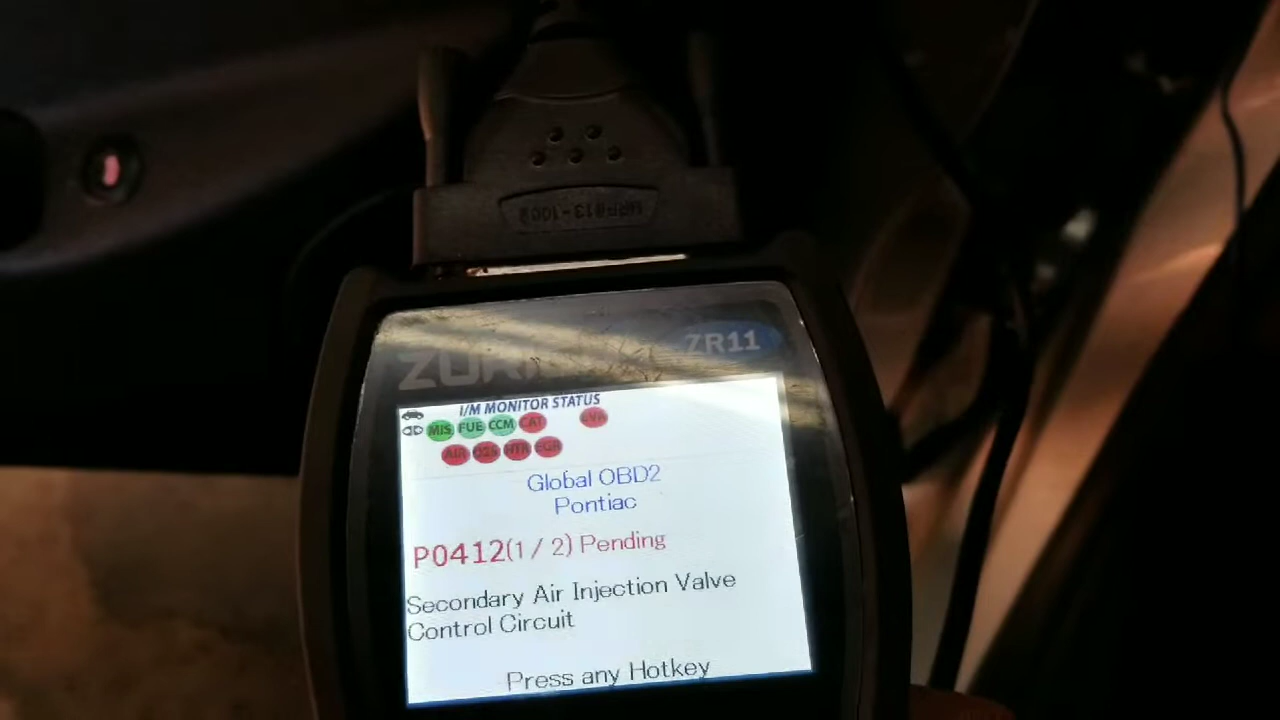 ZR11
I/M MONITOR STATUS
MIS FUE CCM CAT EVA
AIR O2S HTR EGR
Global OBD2
Pontiac
P0412(1 / 2) Pending
Secondary Air Injection Valve
Control Circuit
Press any Hotkey